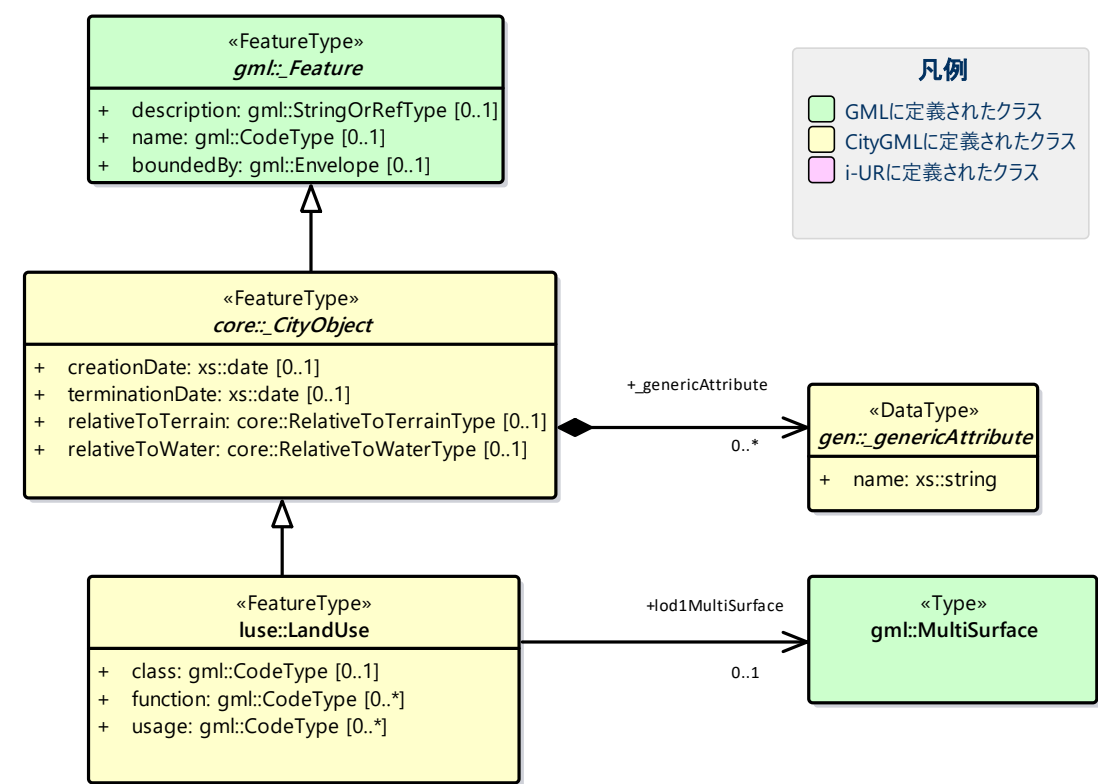 «FeatureType»
gml::_Feature
+ description: gml::StringOrRefType [0..1]
+ name: gml::CodeType [0..1]
+ boundedBy: gml::Envelope [0..1]
凡例
GMLに定義されたクラス
CityGMLに定義されたクラス
i-URに定義されたクラス
«FeatureType»
core::_CityObject
+ creationDate: xs::date [0..1]
+ terminationDate: xs::date [0..1]
+ relativeToTerrain: core::RelativeToTerrainType [0..1]
+ relativeToWater: core::RelativeToWaterType [0..1]
+_genericAttribute
0..*
«DataType»
gen::_genericAttribute
+ name: xs::string
«FeatureType»
luse::LandUse
+ class: gml::CodeType [0..1]
+ function: gml::CodeType [0..*]
+ usage: gml::CodeType [0..*]
+lod1MultiSurface
0..1
«Type»
gml::MultiSurface